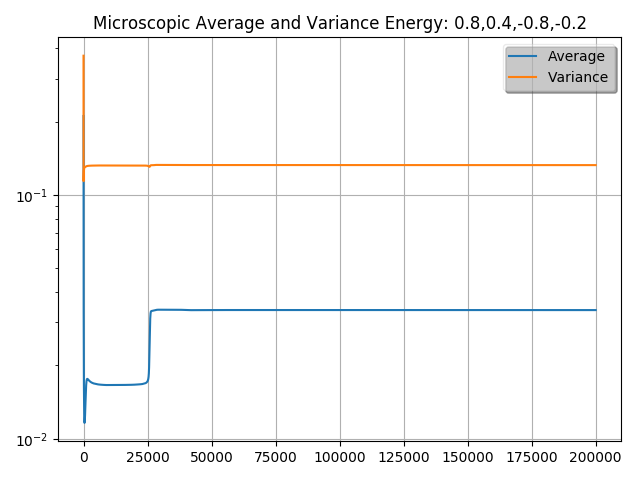 Microscopic Average and Variance Energy: 0.8,0.4,-0.8,-0.2
Average
Variance
10⁻¹
10⁻²
0 25000 50000 75000 100000 125000 150000 175000 200000